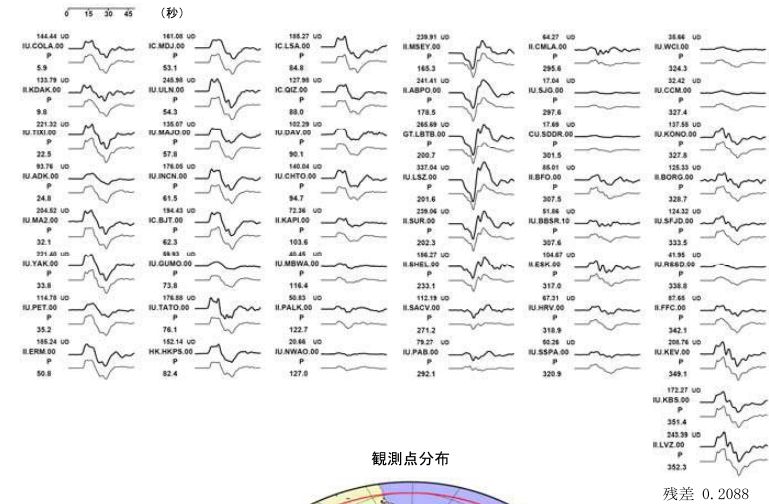 0 15 30 45 （秒）
144.44 UD
IU.COLA.00
P
5.9
133.79 UD
II.KDAK.00
P
9.8
221.32 UD
IU.TIXI.00
P
22.5
93.76 UD
IU.ADK.00
P
24.8
204.52 UD
IU.MA2.00
P
32.1
221.40 UD
IU.YAK.00
P
33.8
114.78 UD
IU.PET.00
P
35.2
185.24 UD
II.ERM.00
P
50.8
161.08 UD
IC.MDJ.00
P
53.1
245.98 UD
IU.ULN.00
P
54.3
135.07 UD
IU.MAJO.00
P
57.8
176.05 UD
IU.INCN.00
P
61.5
194.43 UD
IC.BJT.00
P
62.3
UD
IU.GUMO.00
P
73.8
176.88 UD
IU.TATO.00
P
76.1
152.14 UD
HK.HKPS.00
P
82.4
185.27 UD
IC.LSA.00
P
84.8
127.98 UD
IC.QIZ.00
P
88.0
102.29 UD
IU.DAV.00
P
90.1
140.04 UD
IU.CHTO.00
P
94.7
72.36 UD
II.KAPI.00
P
103.6
UD
IU.MBWA.00
P
116.4
50.83 UD
II.PALK.00
P
122.7
20.66 UD
IU.NWAO.00
P
127.0
239.91 UD
II.MSEY.00
P
165.3
241.41 UD
II.ABPO.00
P
178.5
265.69 UD
GT.LBTB.00
P
200.7
337.04 UD
IU.LSZ.00
P
201.6
239.06 UD
II.SUR.00
P
202.3
186.27 UD
II.SHEL.00
P
233.1
112.19 UD
II.SACV.00
P
271.2
79.27 UD
IU.PAB.00
P
292.1
64.27 UD
II.CMLA.00
P
295.6
17.04 UD
IU.SJG.00
P
297.6
17.69 UD
CU.SDDR.00
P
301.5
85.01 UD
II.BFO.00
P
307.5
51.86 UD
IU.BBSR.10
P
307.6
104.67 UD
II.ESK.00
P
317.0
67.31 UD
IU.HRV.00
P
318.9
50.26 UD
IU.SSPA.00
P
320.9
35.66 UD
IU.WCI.00
P
324.3
32.42 UD
IU.CCM.00
P
327.4
137.55 UD
IU.KONO.00
P
327.8
125.33 UD
II.BORG.00
P
328.7
124.32 UD
IU.SFJD.00
P
333.5
41.95 UD
IU.RSSD.00
P
338.8
87.65 UD
II.FFC.00
P
342.1
208.76 UD
IU.KEV.00
P
349.1
172.27 UD
IU.KBS.00
P
351.4
243.39 UD
II.LVZ.00
P
352.3
観測点分布
残差 0.2088